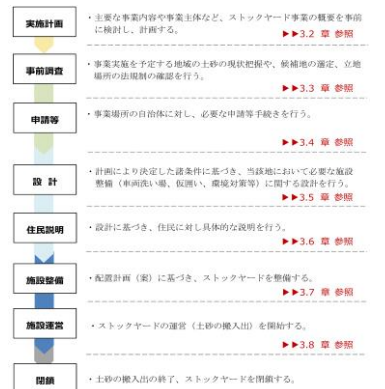 実施計画
・主要な事業内容や事業主体など、ストックヤード事業の概要を事前
に検討し、計画する。
▶▶3.2 章 参照
事前調査
・事業実施を予定する地域の土砂の現状把握や、候補地の選定、立地
場所の法規制の確認を行う。
▶▶3.3 章 参照
申請等
・事業場所の自治体に対し、必要な申請等手続きを行う。
▶▶3.4 章 参照
設 計
・計画により決定した諸条件に基づき、当該地において必要な施設
整備（車両洗い場、仮囲い、環境対策等）に関する設計を行う。
▶▶3.5 章 参照
住民説明
・設計に基づき、住民に対し具体的な説明を行う。
▶▶3.6 章 参照
施設整備
・配置計画（案）に基づき、ストックヤードを整備する。
▶▶3.7 章 参照
施設運営
・ストックヤードの運営（土砂の搬入出）を開始する。
▶▶3.8 章 参照
閉鎖
・土砂の搬入出の終了、ストックヤードを閉鎖する。